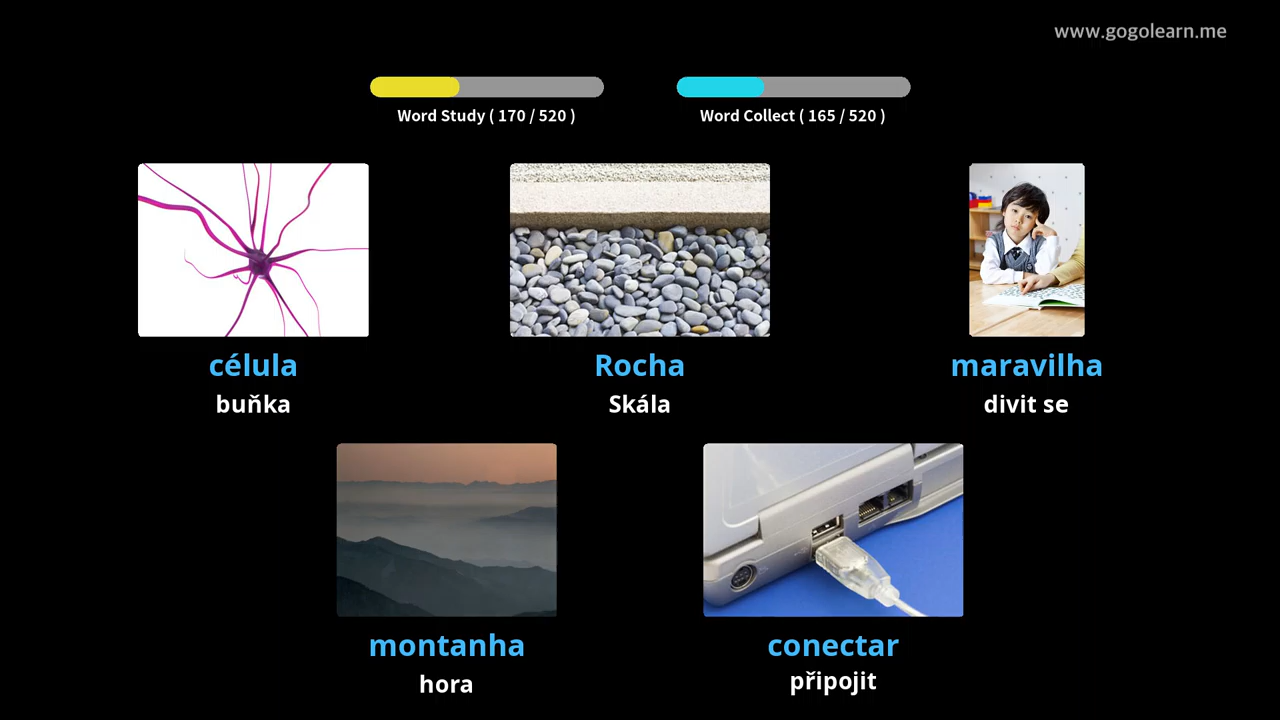 www.gogolearn.me
Word Study ( 170 / 520 )
Word Collect ( 165 / 520 )
célula
buňka
Rocha
Skála
maravilha
divit se
montanha
hora
conectar
připojit